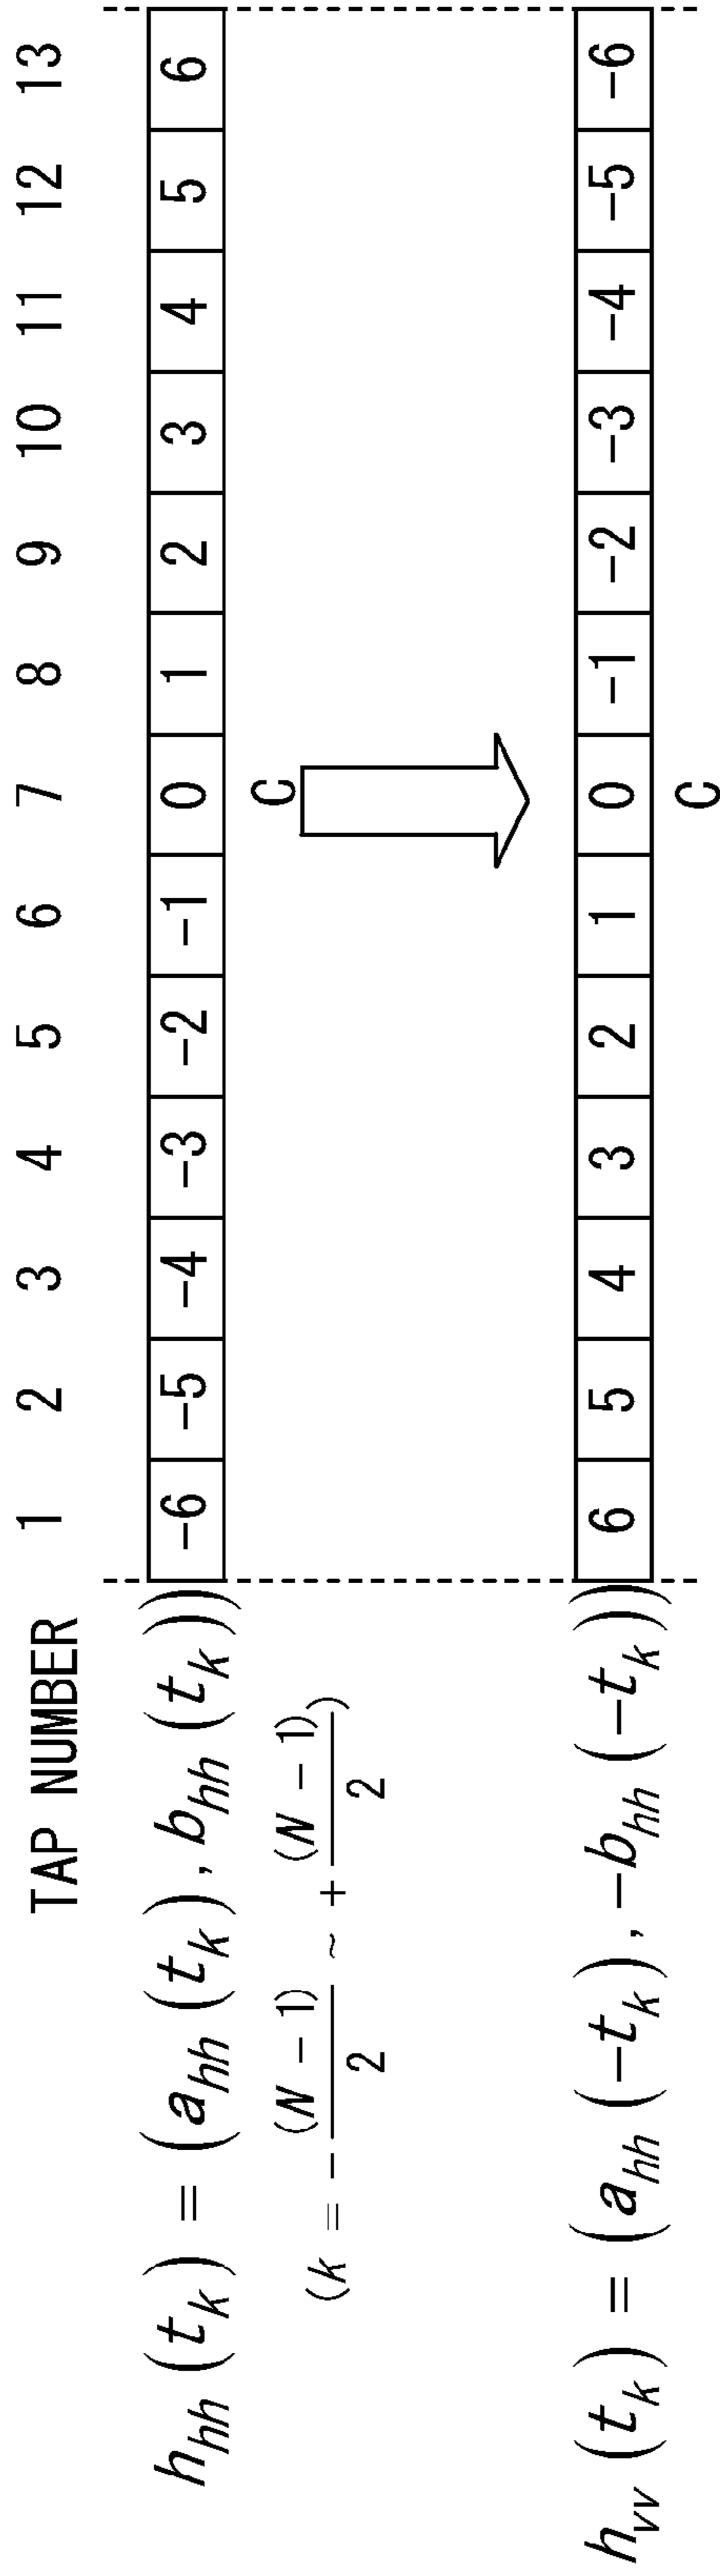 TAP NUMBER 1 2 3 4 5 6 7 8 9 10 11 12 13
h_hh (t_k) = (a_hh (t_k), b_hh (t_k)) -6 -5 -4 -3 -2 -1 0 1 2 3 4 5 6
(k = -(N - 1)/2 ~ +(N - 1)/2)
C
h_vv (t_k) = (a_hh (-t_k), -b_hh (-t_k)) 6 5 4 3 2 1 0 -1 -2 -3 -4 -5 -6
C